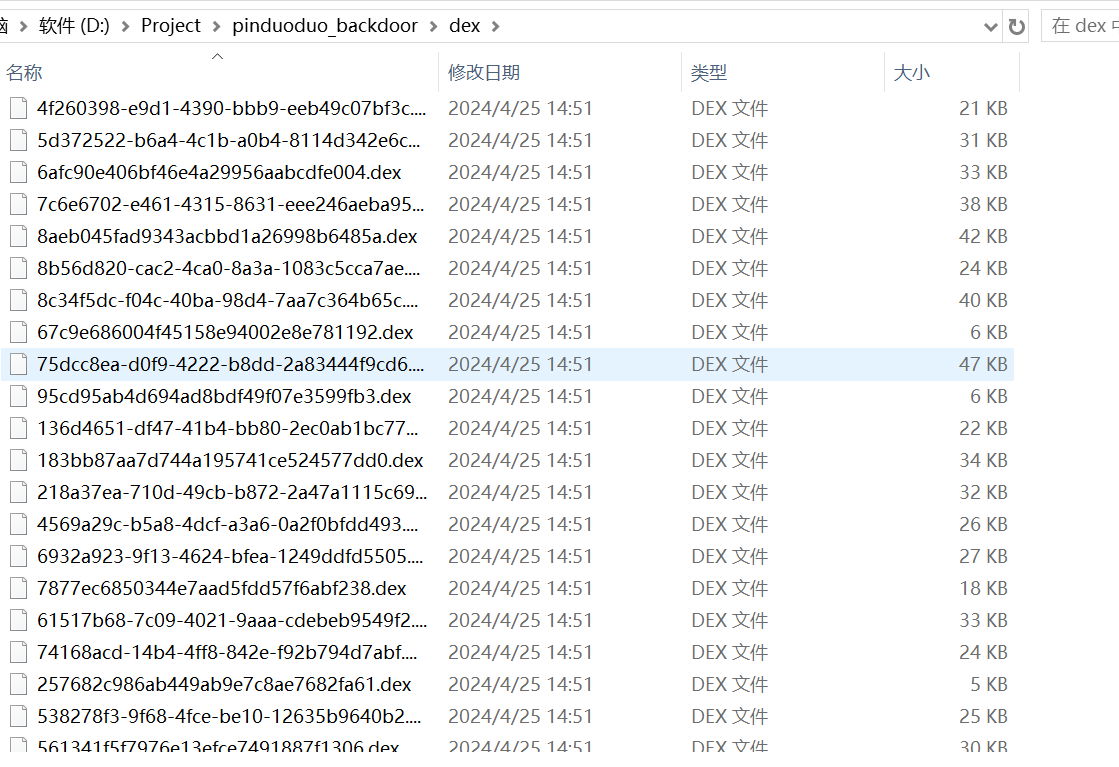 脑 > 软件 (D:) > Project > pinduoduo_backdoor > dex > 在 dex 中
名称 修改日期 类型 大小
4f260398-e9d1-4390-bbb9-eeb49c07bf3c.... 2024/4/25 14:51 DEX 文件 21 KB
5d372522-b6a4-4c1b-a0b4-8114d342e6c... 2024/4/25 14:51 DEX 文件 31 KB
6afc90e406bf46e4a29956aabcdfe004.dex 2024/4/25 14:51 DEX 文件 33 KB
7c6e6702-e461-4315-8631-eee246aeba95... 2024/4/25 14:51 DEX 文件 38 KB
8aeb045fad9343acbbd1a26998b6485a.dex 2024/4/25 14:51 DEX 文件 42 KB
8b56d820-cac2-4ca0-8a3a-1083c5cca7ae.... 2024/4/25 14:51 DEX 文件 24 KB
8c34f5dc-f04c-40ba-98d4-7aa7c364b65c.... 2024/4/25 14:51 DEX 文件 40 KB
67c9e686004f45158e94002e8e781192.dex 2024/4/25 14:51 DEX 文件 6 KB
75dcc8ea-d0f9-4222-b8dd-2a83444f9cd6.... 2024/4/25 14:51 DEX 文件 47 KB
95cd95ab4d694ad8bdf49f07e3599fb3.dex 2024/4/25 14:51 DEX 文件 6 KB
136d4651-df47-41b4-bb80-2ec0ab1bc77... 2024/4/25 14:51 DEX 文件 22 KB
183bb87aa7d744a195741ce524577dd0.dex 2024/4/25 14:51 DEX 文件 34 KB
218a37ea-710d-49cb-b872-2a47a1115c69... 2024/4/25 14:51 DEX 文件 32 KB
4569a29c-b5a8-4dcf-a3a6-0a2f0bfdd493.... 2024/4/25 14:51 DEX 文件 26 KB
6932a923-9f13-4624-bfea-1249ddfd5505.... 2024/4/25 14:51 DEX 文件 27 KB
7877ec6850344e7aad5fdd57f6abf238.dex 2024/4/25 14:51 DEX 文件 18 KB
61517b68-7c09-4021-9aaa-cdebeb9549f2.... 2024/4/25 14:51 DEX 文件 33 KB
74168acd-14b4-4ff8-842e-f92b794d7abf.... 2024/4/25 14:51 DEX 文件 24 KB
257682c986ab449ab9e7c8ae7682fa61.dex 2024/4/25 14:51 DEX 文件 5 KB
538278f3-9f68-4fce-be10-12635b9640b2.... 2024/4/25 14:51 DEX 文件 25 KB
561341f5f7976e13efce7491887f1306.dex 2024/4/25 14:51 DEX 文件 30 KB